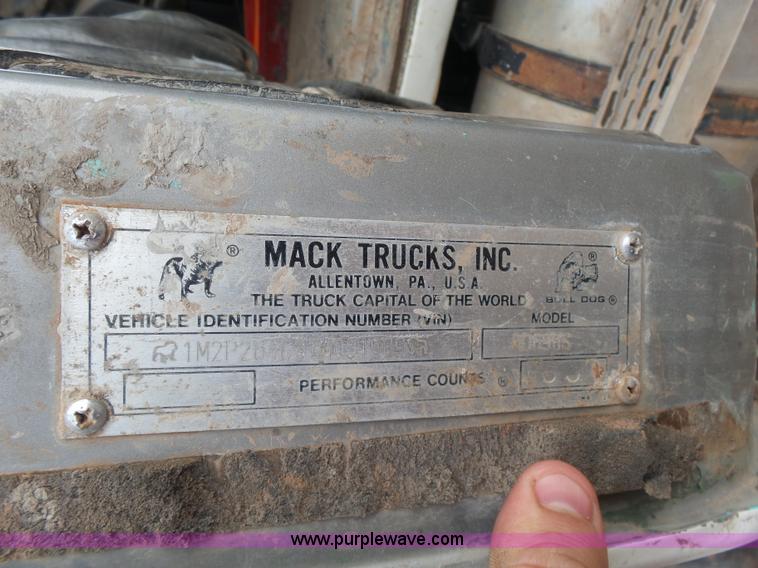 MACK TRUCKS, INC.
ALLENTOWN, PA., U.S.A.
THE TRUCK CAPITAL OF THE WORLD
BULL DOG ®
VEHICLE IDENTIFICATION NUMBER (VIN) MODEL
PERFORMANCE COUNTS ®
www.purplewave.com